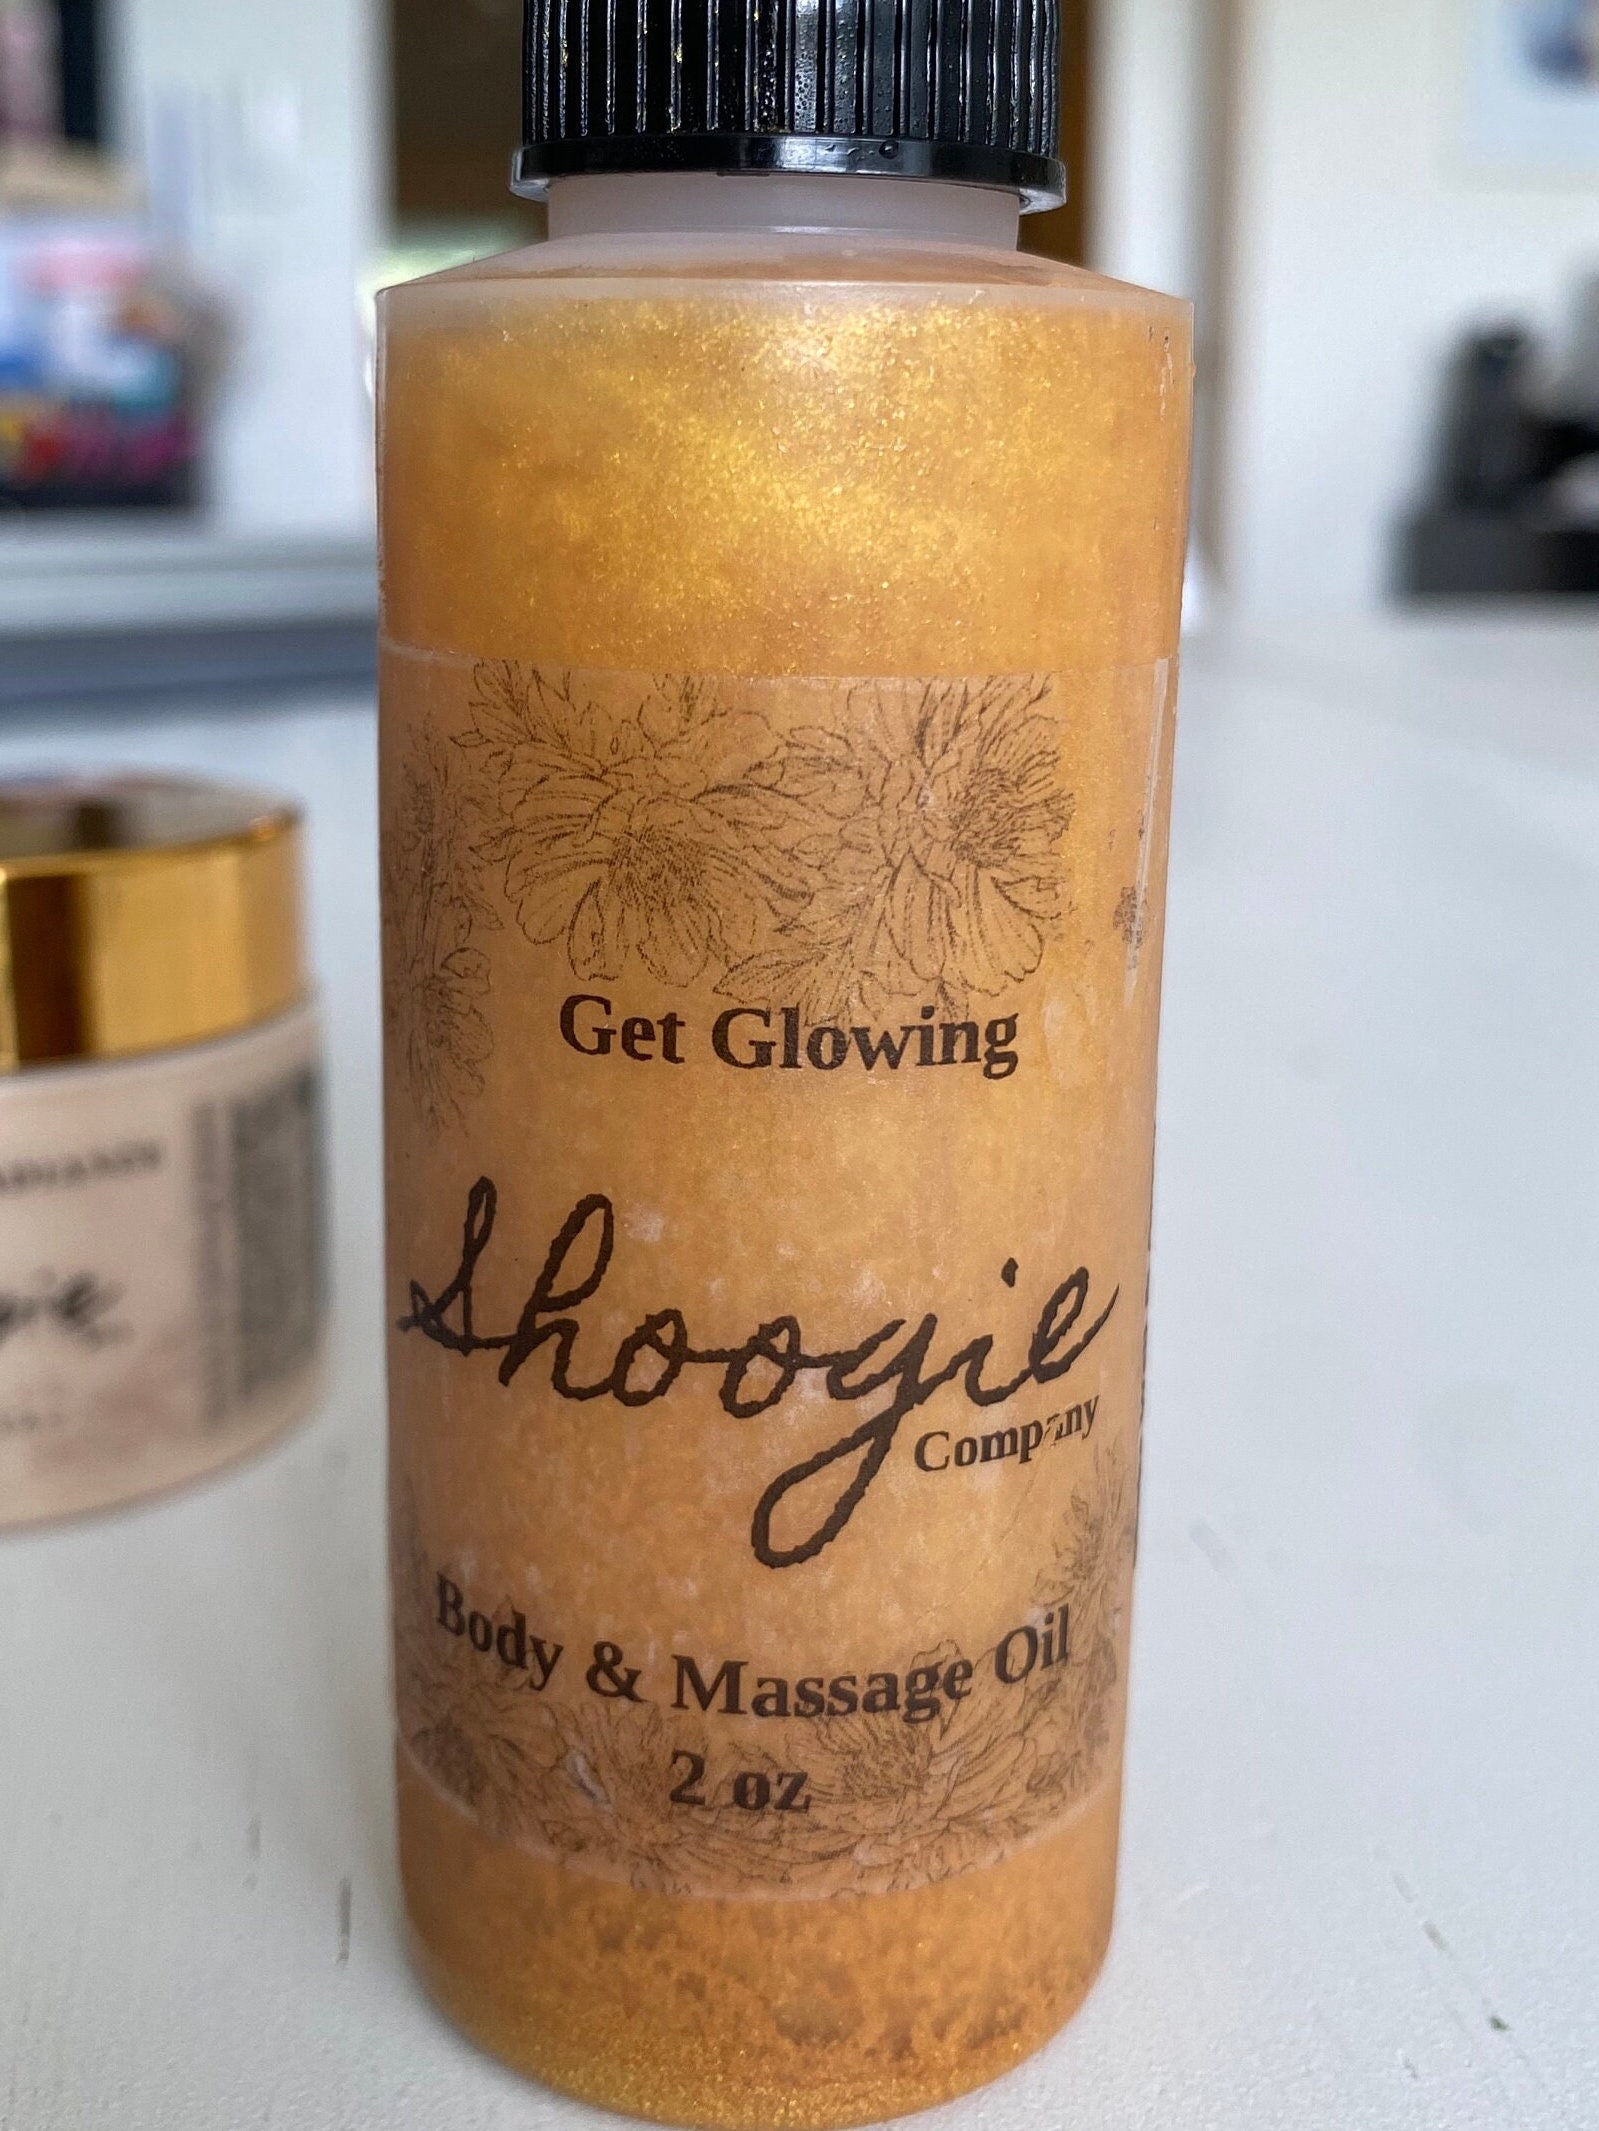 Get Glowing
Shoogie
Company
Body & Massage Oil
2 oz